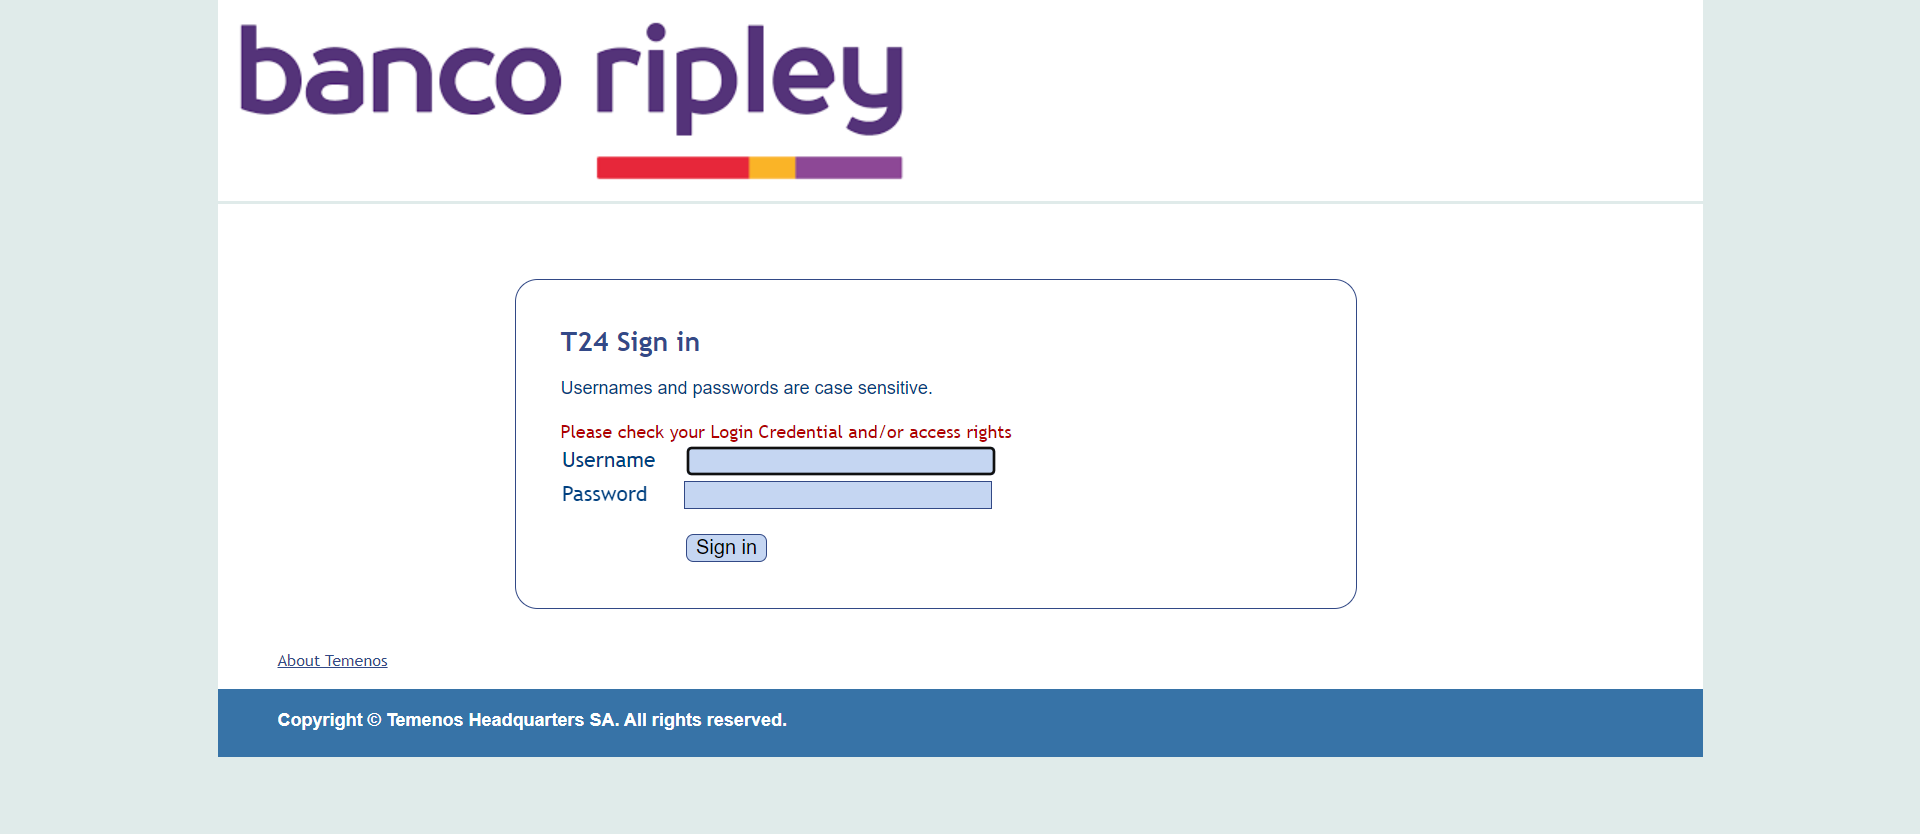 banco ripley
T24 Sign in
Usernames and passwords are case sensitive.
Please check your Login Credential and/or access rights
Username
Password
Sign in
About Temenos
Copyright © Temenos Headquarters SA. All rights reserved.